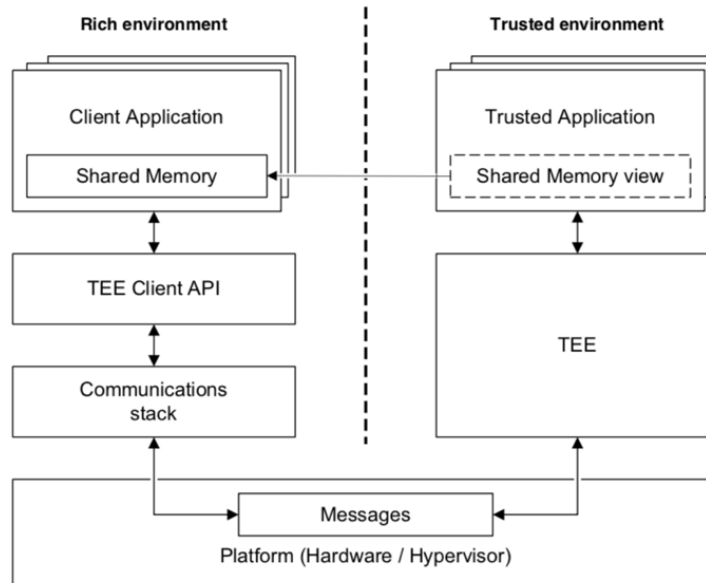 Rich environment
Trusted environment
Client Application
Trusted Application
Shared Memory
Shared Memory view
TEE Client API
TEE
Communications
stack
Messages
Platform (Hardware / Hypervisor)